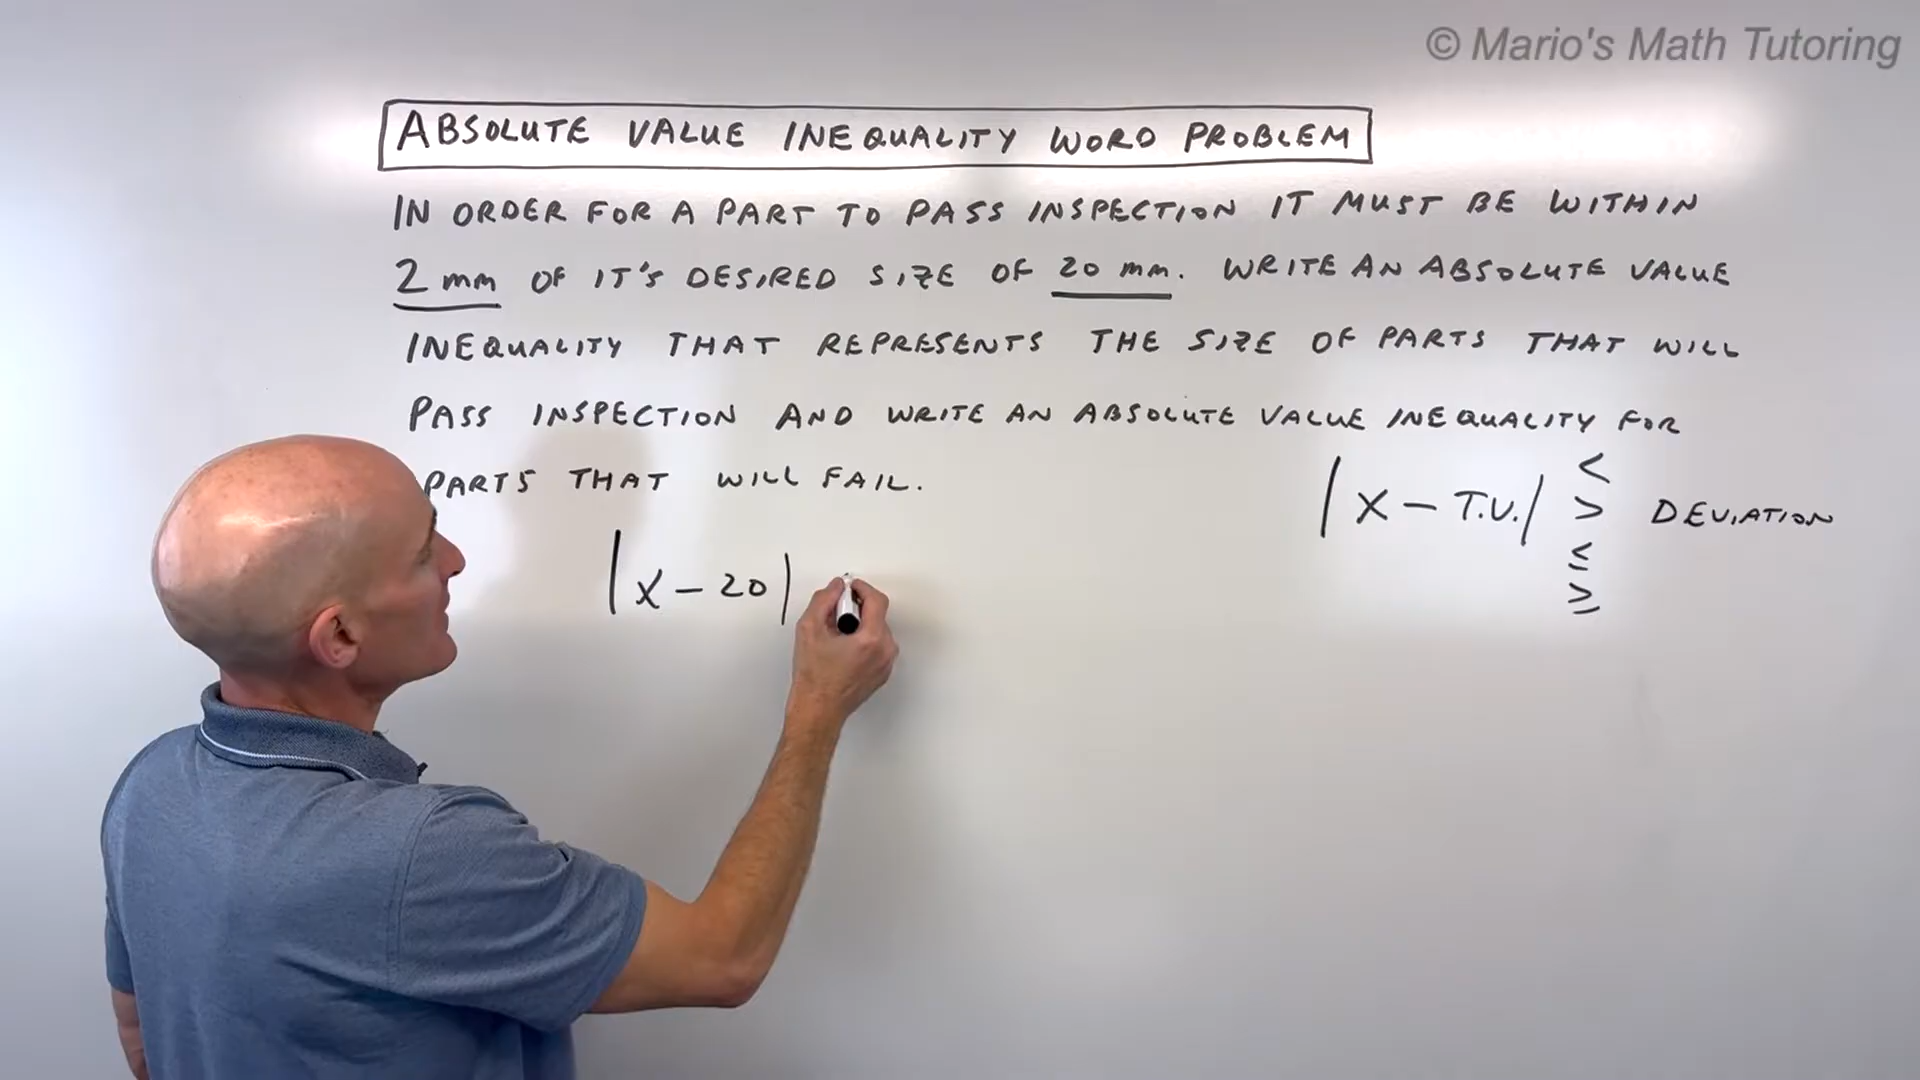 © Mario's Math Tutoring
ABSOLUTE VALUE INEQUALITY WORD PROBLEM
IN ORDER FOR A PART TO PASS INSPECTION IT MUST BE WITHIN
2 mm OF IT'S DESIRED SIZE OF 20 mm. WRITE AN ABSOLUTE VALUE
INEQUALITY THAT REPRESENTS THE SIZE OF PARTS THAT WILL
PASS INSPECTION AND WRITE AN ABSOLUTE VALUE INEQUALITY FOR
PARTS THAT WILL FAIL.
|X - 20|
|X - T.V.| < > ≤ ≥ DEVIATION